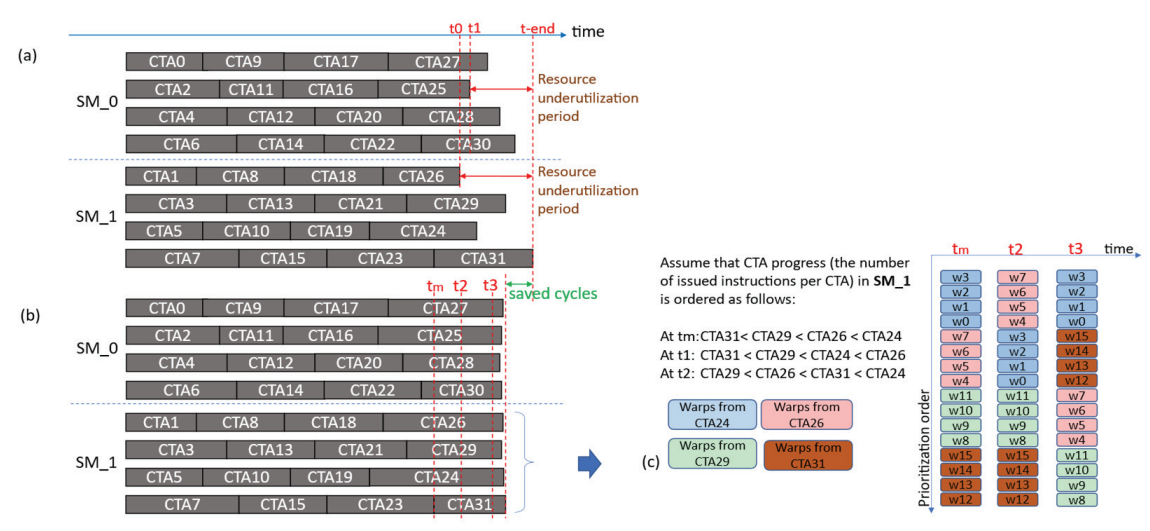 t0 t1 t-end time
(a)
CTA0 CTA9 CTA17 CTA27
CTA2 CTA11 CTA16 CTA25
SM_0
CTA4 CTA12 CTA20 CTA28
CTA6 CTA14 CTA22 CTA30
Resource
underutilization
period
CTA1 CTA8 CTA18 CTA26
CTA3 CTA13 CTA21 CTA29
SM_1
CTA5 CTA10 CTA19 CTA24
CTA7 CTA15 CTA23 CTA31
Resource
underutilization
period
tm t2 t3
saved cycles
(b)
CTA0 CTA9 CTA17 CTA27
CTA2 CTA11 CTA16 CTA25
SM_0
CTA4 CTA12 CTA20 CTA28
CTA6 CTA14 CTA22 CTA30
CTA1 CTA8 CTA18 CTA26
CTA3 CTA13 CTA21 CTA29
SM_1
CTA5 CTA10 CTA19 CTA24
CTA7 CTA15 CTA23 CTA31
Assume that CTA progress (the number
of issued instructions per CTA) in SM_1
is ordered as follows:
At tm:CTA31< CTA29 < CTA26 < CTA24
At t1: CTA31 < CTA29 < CTA24 < CTA26
At t2: CTA29 < CTA26 < CTA31 < CTA24
Warps from
CTA24
Warps from
CTA26
(c)
Warps from
CTA29
Warps from
CTA31
tm t2 t3 time
Prioritization order
w3 w7 w3
w2 w6 w2
w1 w5 w1
w0 w4 w0
w7 w3 w15
w6 w2 w14
w5 w1 w13
w4 w0 w12
w11 w11 w7
w10 w10 w6
w9 w9 w5
w8 w8 w4
w15 w15 w11
w14 w14 w10
w13 w13 w9
w12 w12 w8